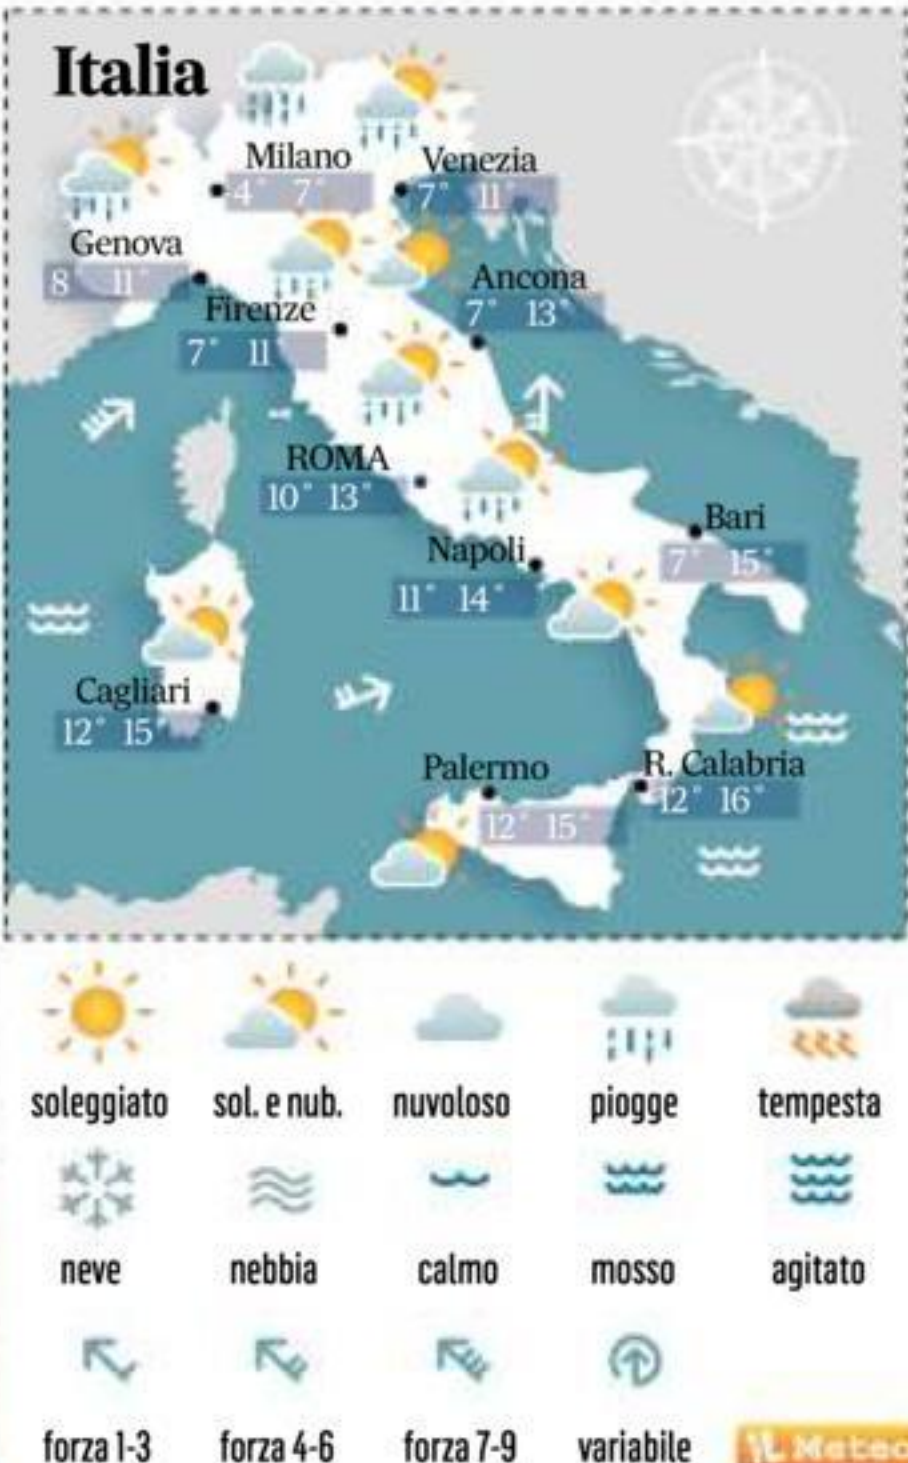 Italia
Milano
4° 7°
Venezia
7° 11°
Genova
8 11°
Firenze
7° 11
Ancona
7° 13°
ROMA
10° 13°
Napoli
11° 14°
Bari
7° 15°
Cagliari
12° 15°
Palermo
12° 15°
R. Calabria
12° 16°
soleggiato
sol. e nub.
nuvoloso
piogge
tempesta
neve
nebbia
calmo
mosso
agitato
forza 1-3
forza 4-6
forza 7-9
variabile